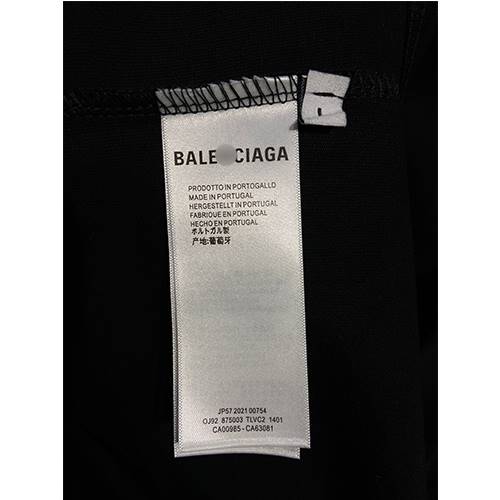 BALE CIAGA
PRODOTTO IN PORTOGALLO
MADE IN PORTUGAL
HERGESTELLT IN PORTUGAL
FABRIQUE EN PORTUGAL
HECHO EN PORTUGAL
ポルトガル製
产地:葡萄牙
JP57 2021 00754
OJ92 875003 TLVC2 1401
CA00985-CA63081